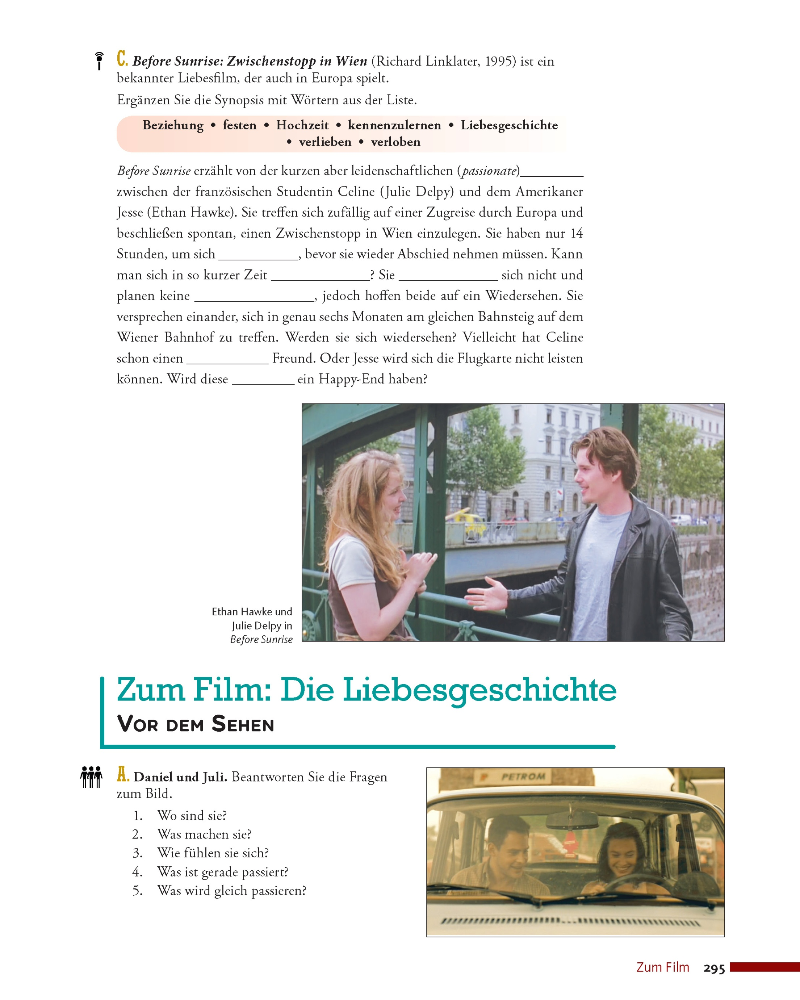 C. Before Sunrise: Zwischenstopp in Wien (Richard Linklater, 1995) ist ein
bekannter Liebesfilm, der auch in Europa spielt.
Ergänzen Sie die Synopsis mit Wörtern aus der Liste.
Beziehung • festen • Hochzeit • kennenzulernen • Liebesgeschichte
• verlieben • verloben
Before Sunrise erzählt von der kurzen aber leidenschaftlichen (passionate)__________
zwischen der französischen Studentin Celine (Julie Delpy) und dem Amerikaner
Jesse (Ethan Hawke). Sie treffen sich zufällig auf einer Zugreise durch Europa und
beschließen spontan, einen Zwischenstopp in Wien einzulegen. Sie haben nur 14
Stunden, um sich _____________, bevor sie wieder Abschied nehmen müssen. Kann
man sich in so kurzer Zeit ________________? Sie ________________ sich nicht und
planen keine ___________________, jedoch hoffen beide auf ein Wiedersehen. Sie
versprechen einander, sich in genau sechs Monaten am gleichen Bahnsteig auf dem
Wiener Bahnhof zu treffen. Werden sie sich wiedersehen? Vielleicht hat Celine
schon einen _____________ Freund. Oder Jesse wird sich die Flugkarte nicht leisten
können. Wird diese __________ ein Happy-End haben?
Ethan Hawke und
Julie Delpy in
Before Sunrise
Zum Film: Die Liebesgeschichte
Vor dem Sehen
A. Daniel und Juli. Beantworten Sie die Fragen
zum Bild.
1. Wo sind sie?
2. Was machen sie?
3. Wie fühlen sie sich?
4. Was ist gerade passiert?
5. Was wird gleich passieren?
PETROM
Zum Film 295